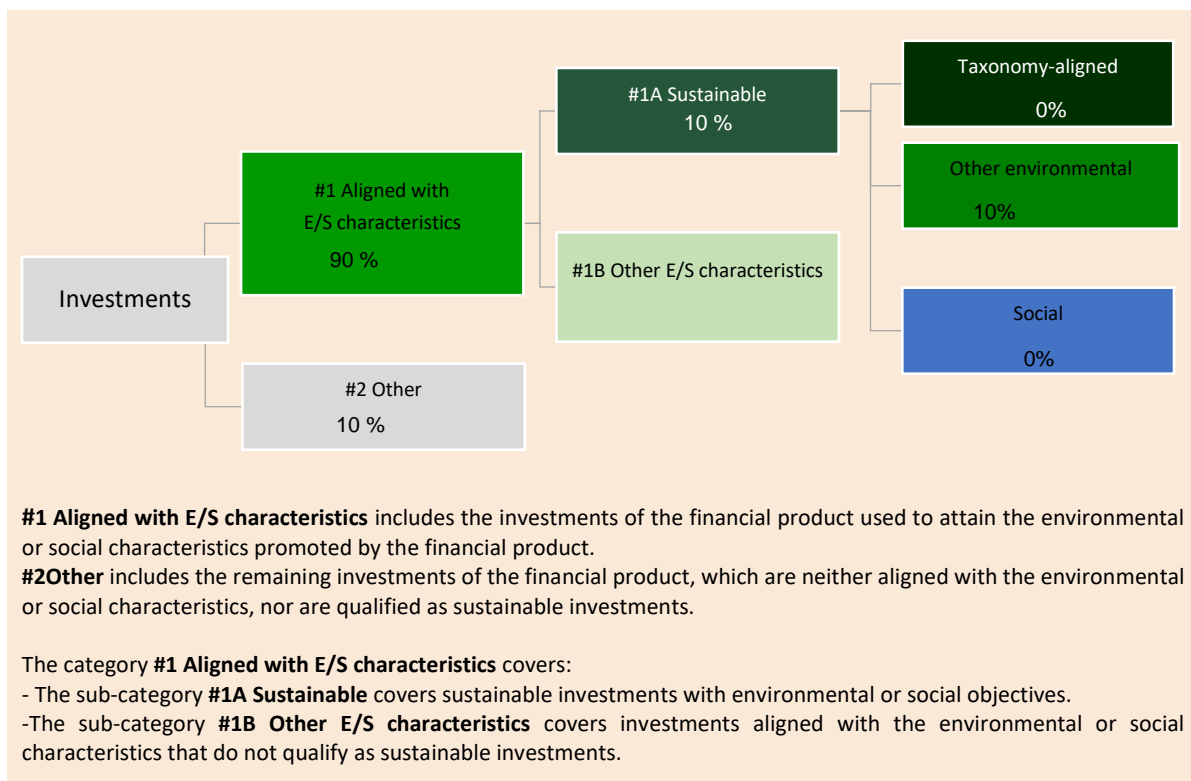 Investments
#1 Aligned with
E/S characteristics
90 %
#2 Other
10 %
#1A Sustainable
10 %
#1B Other E/S characteristics
Taxonomy-aligned
0%
Other environmental
10%
Social
0%
#1 Aligned with E/S characteristics includes the investments of the financial product used to attain the environmental
or social characteristics promoted by the financial product.
#2Other includes the remaining investments of the financial product, which are neither aligned with the environmental
or social characteristics, nor are qualified as sustainable investments.
The category #1 Aligned with E/S characteristics covers:
- The sub-category #1A Sustainable covers sustainable investments with environmental or social objectives.
-The sub-category #1B Other E/S characteristics covers investments aligned with the environmental or social
characteristics that do not qualify as sustainable investments.